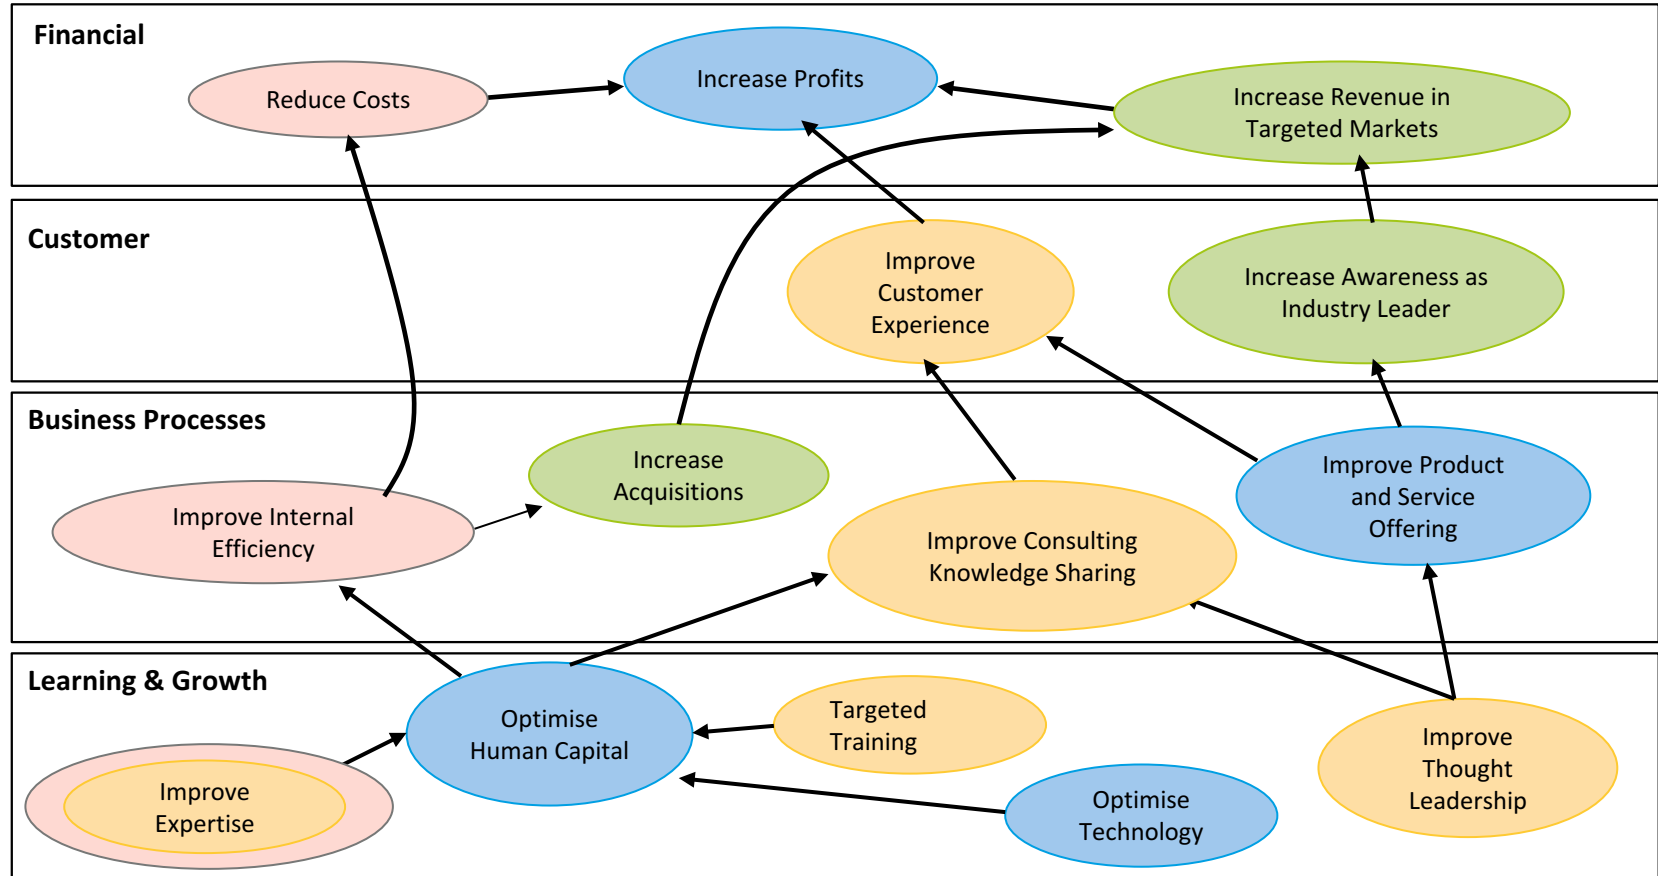 Financial
Reduce Costs
Increase Profits
Increase Revenue in
Targeted Markets
Customer
Improve
Customer
Experience
Increase Awareness as
Industry Leader
Business Processes
Improve Internal
Efficiency
Increase
Acquisitions
Improve Consulting
Knowledge Sharing
Improve Product
and Service
Offering
Learning & Growth
Improve
Expertise
Optimise
Human Capital
Targeted
Training
Optimise
Technology
Improve
Thought
Leadership